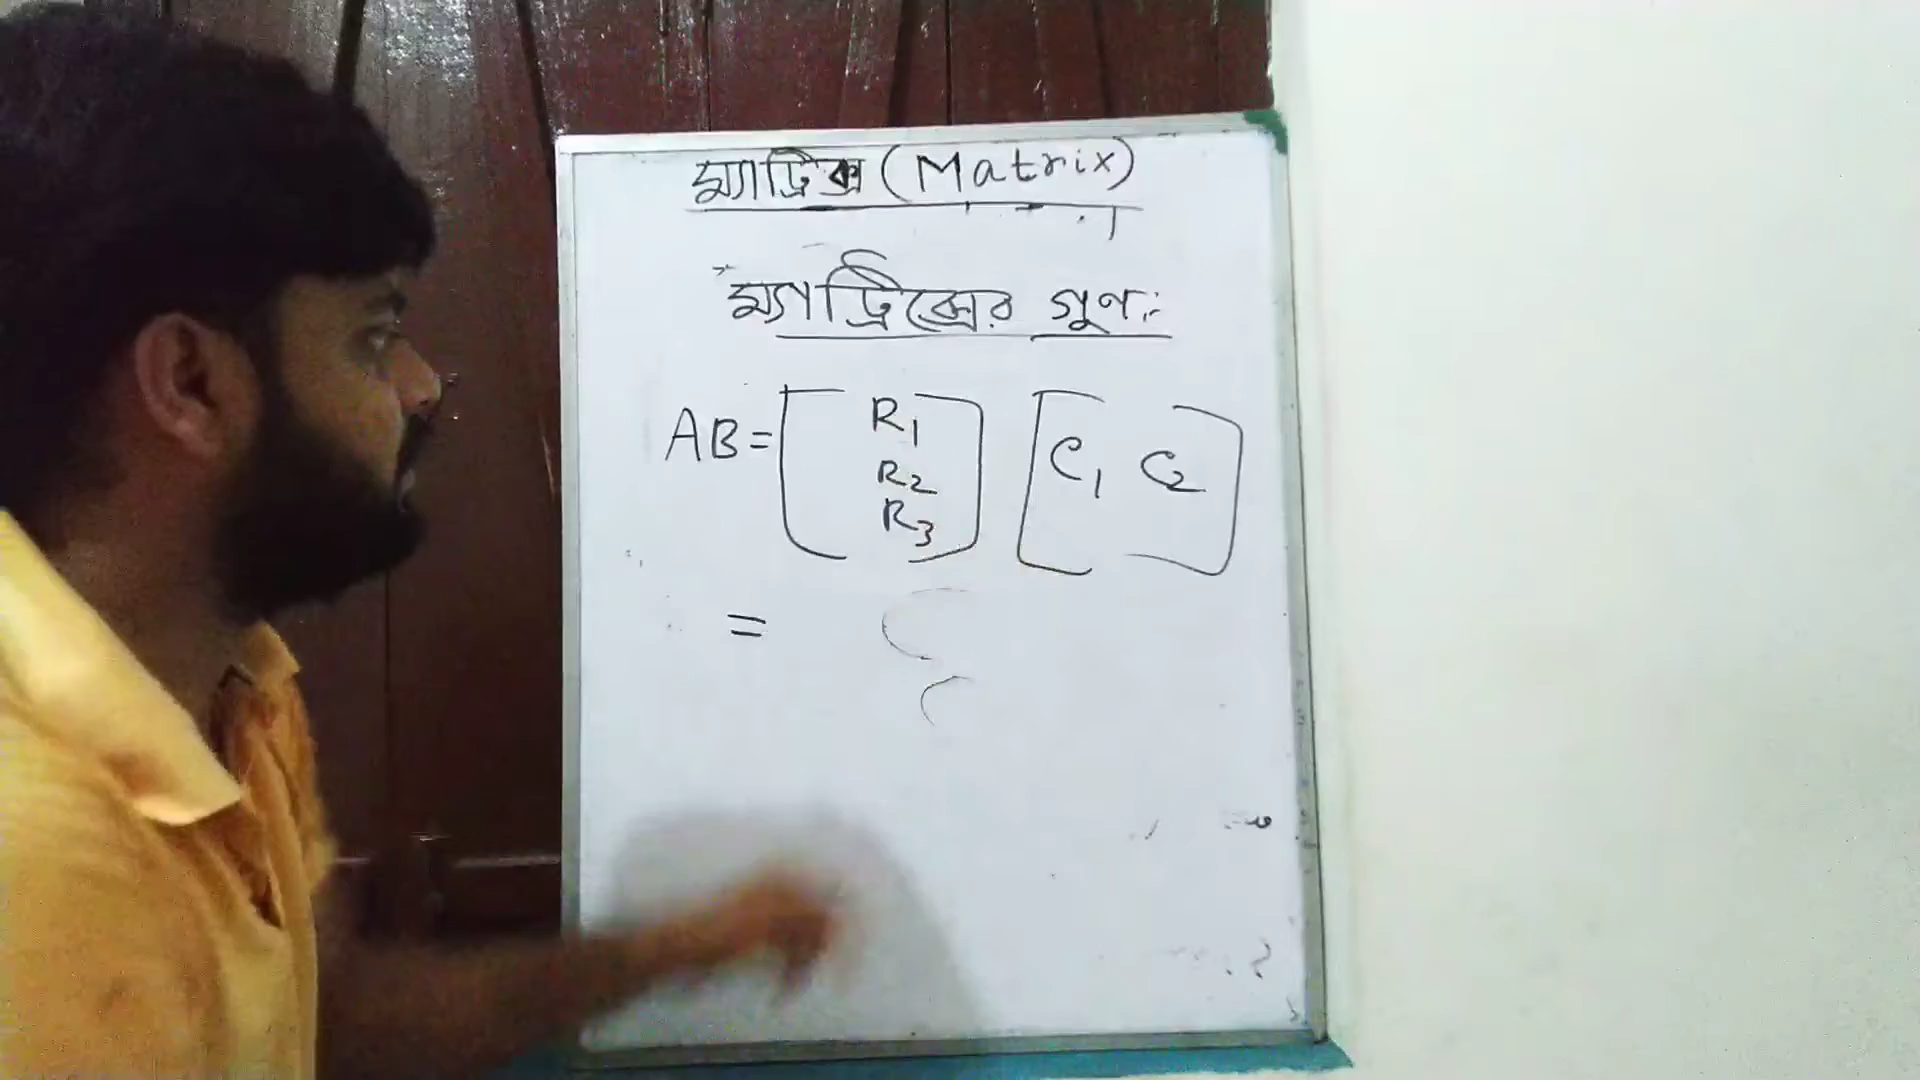 ম্যাট্রিক্স (Matrix)
ম্যাট্রিক্সের গুণঃ-
AB = [ R1 ] [ C1 C2 ]
R2
R3
=